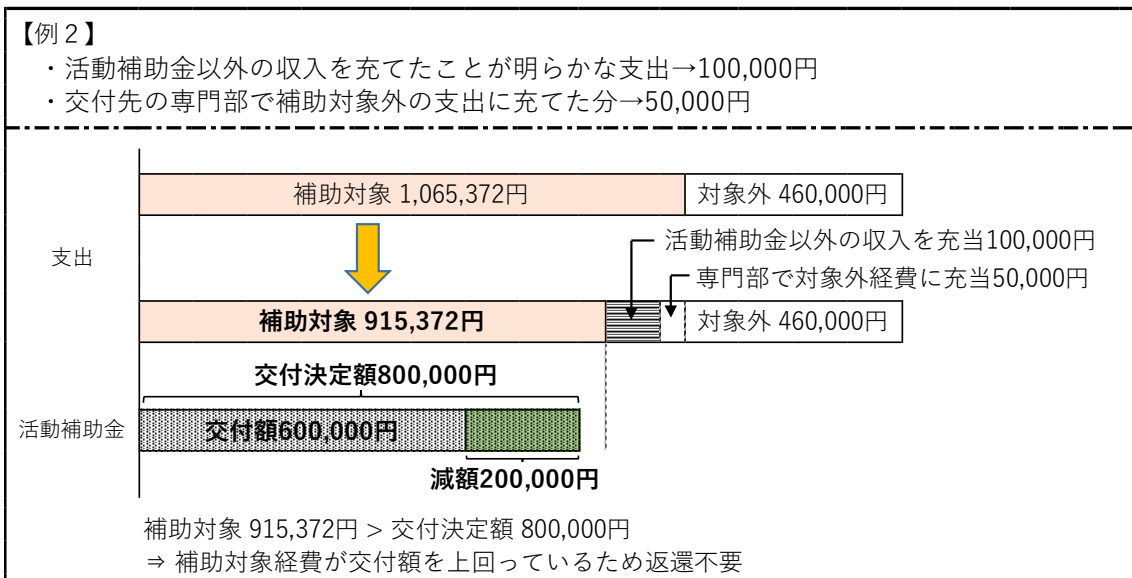 【例２】
・活動補助金以外の収入を充てたことが明らかな支出→100,000円
・交付先の専門部で補助対象外の支出に充てた分→50,000円
補助対象 1,065,372円
対象外 460,000円
活動補助金以外の収入を充当100,000円
支出
専門部で対象外経費に充当50,000円
補助対象 915,372円
対象外 460,000円
交付決定額800,000円
活動補助金
交付額600,000円
減額200,000円
補助対象 915,372円 > 交付決定額 800,000円
⇒ 補助対象経費が交付額を上回っているため返還不要